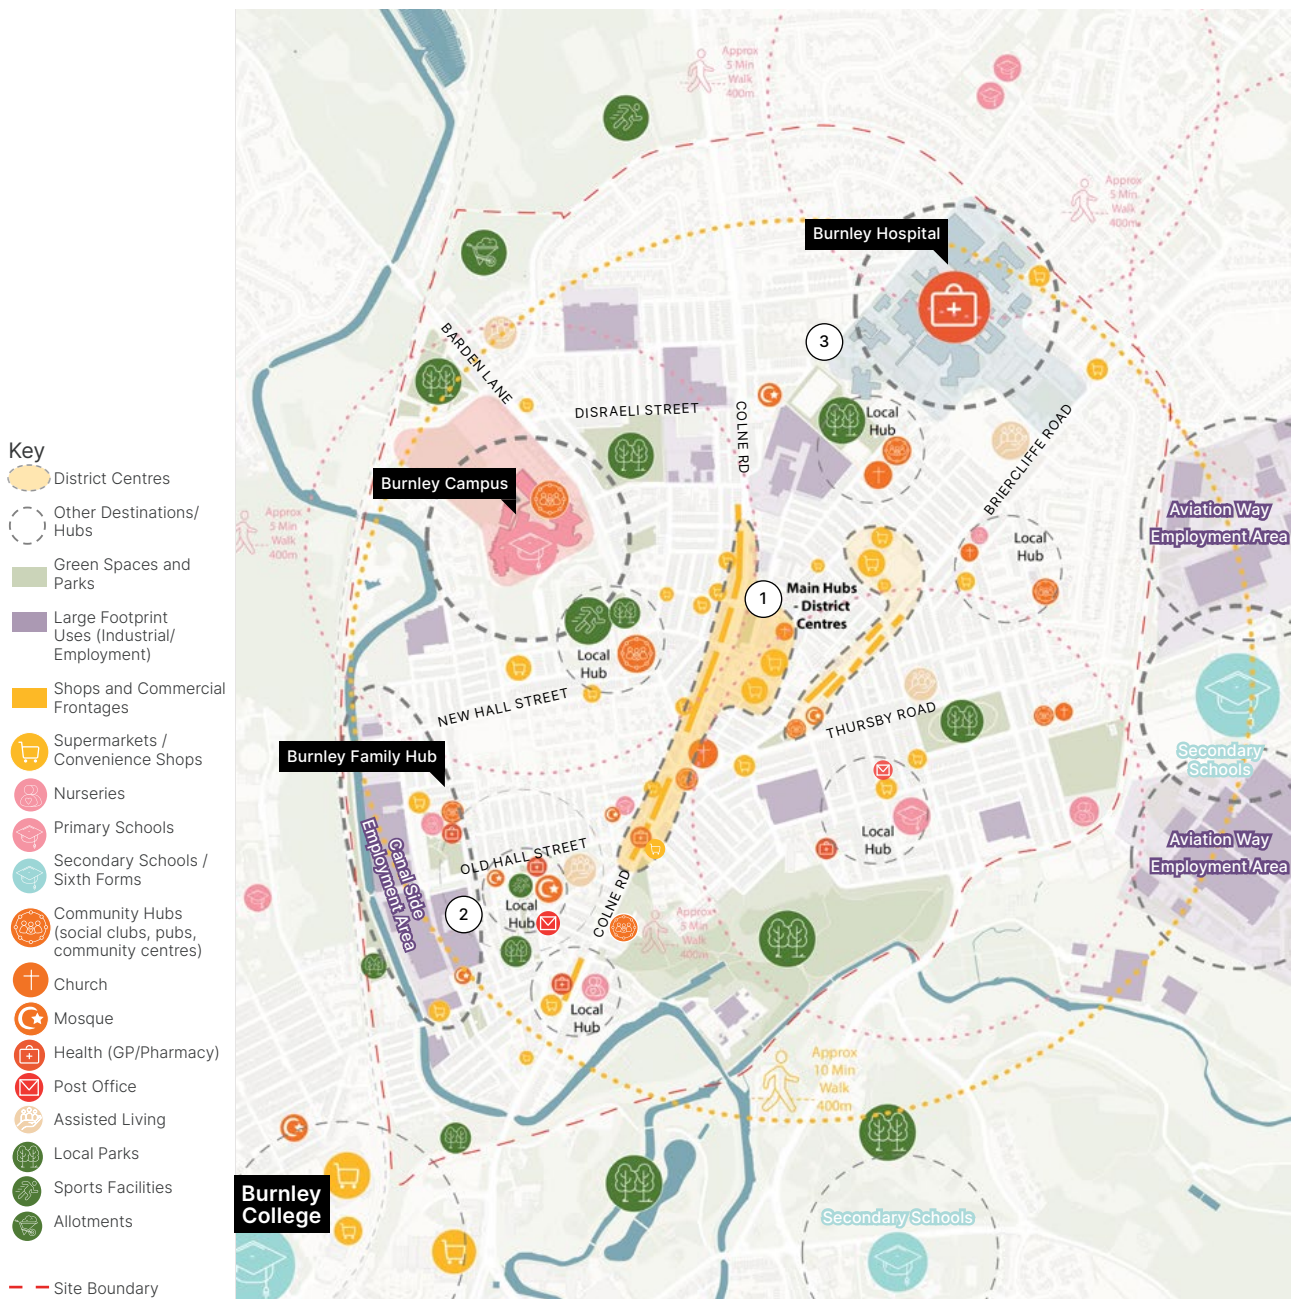 Key
District Centres
Other Destinations/
Hubs
Green Spaces and
Parks
Large Footprint
Uses (Industrial/
Employment)
Shops and Commercial
Frontages
Supermarkets /
Convenience Shops
Nurseries
Primary Schools
Secondary Schools /
Sixth Forms
Community Hubs
(social clubs, pubs,
community centres)
Church
Mosque
Health (GP/Pharmacy)
Post Office
Assisted Living
Local Parks
Sports Facilities
Allotments
Site Boundary
Approx
5 Min
Walk
400m
Approx
5 Min
Walk
400m
Burnley Hospital
3
BARDEN LANE
DISRAELI STREET
COLNE RD
Local
Hub
BRIERCLIFFE ROAD
Burnley Campus
Approx
5 Min
Walk
400m
Aviation Way
Employment Area
Local
Hub
1
Main Hubs
- District
Centres
Local
Hub
NEW HALL STREET
THURSBY ROAD
Burnley Family Hub
Secondary
Schools
Canal Side
Employment Area
OLD HALL STREET
Local
Hub
Aviation Way
Employment Area
2
Local
Hub
COLNE RD
Approx
5 Min
Walk
400m
Local
Hub
Approx
10 Min
Walk
400m
Burnley
College
Secondary Schools